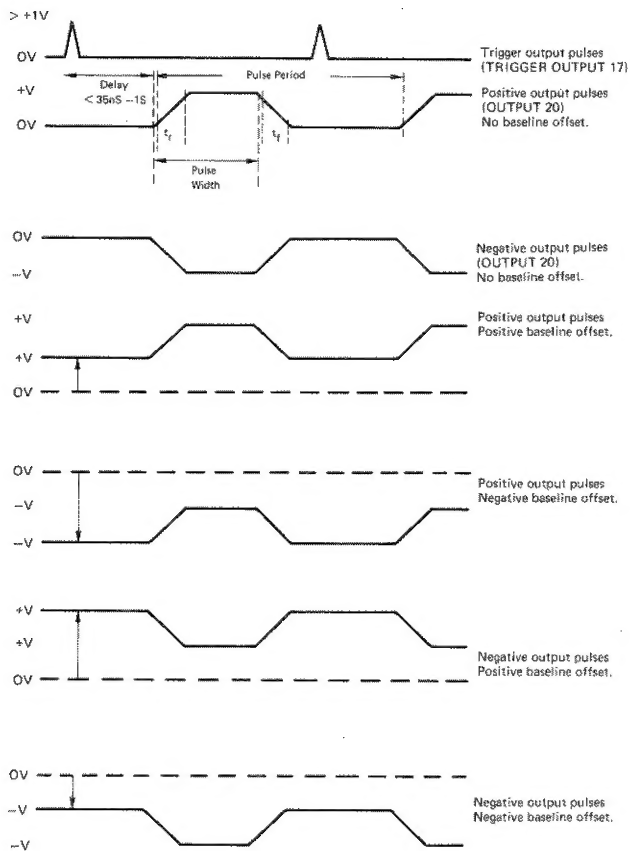 > +1V
0V
Trigger output pulses
(TRIGGER OUTPUT 17)
Delay
< 35nS –1S
Pulse Period
+V
0V
Positive output pulses
(OUTPUT 20)
No baseline offset.
tr
tf
Pulse
Width
0V
–V
Negative output pulses
(OUTPUT 20)
No baseline offset.
+V
+V
0V
Positive output pulses
Positive baseline offset.
0V
–V
–V
Positive output pulses
Negative baseline offset.
+V
+V
0V
Negative output pulses
Positive baseline offset.
0V
–V
–V
Negative output pulses
Negative baseline offset.